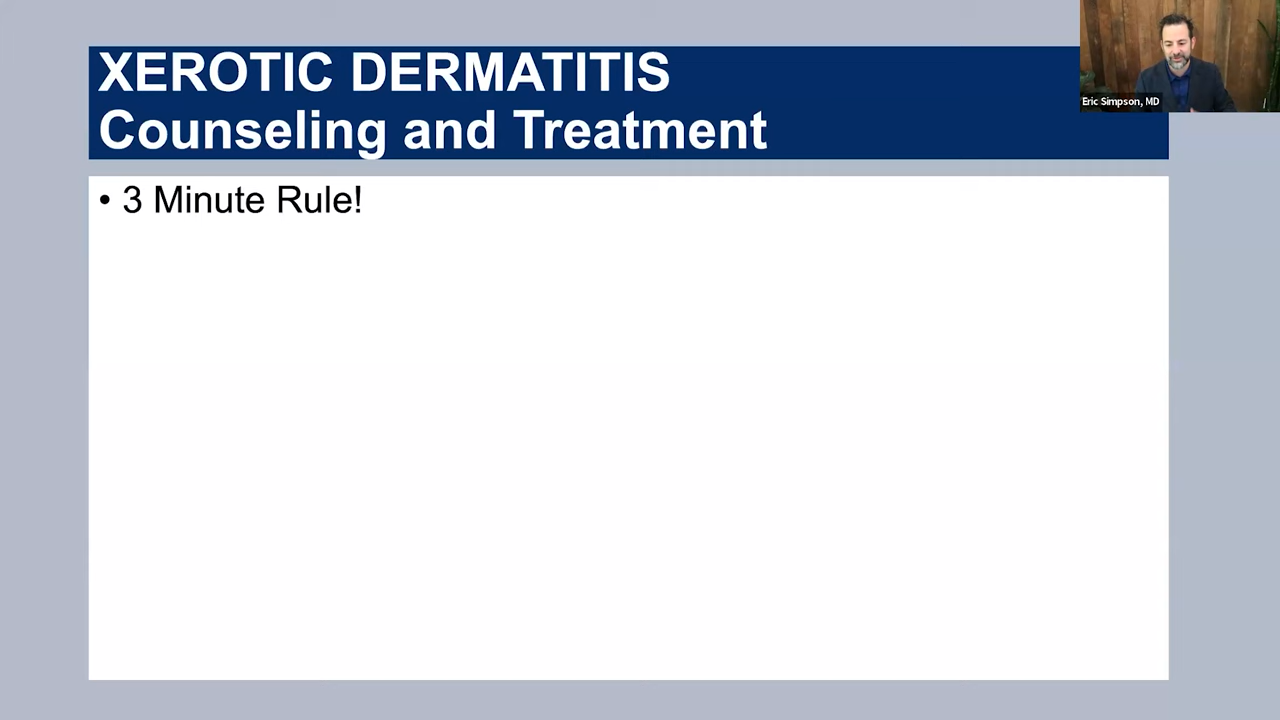 XEROTIC DERMATITIS
Counseling and Treatment
Eric Simpson, MD
• 3 Minute Rule!